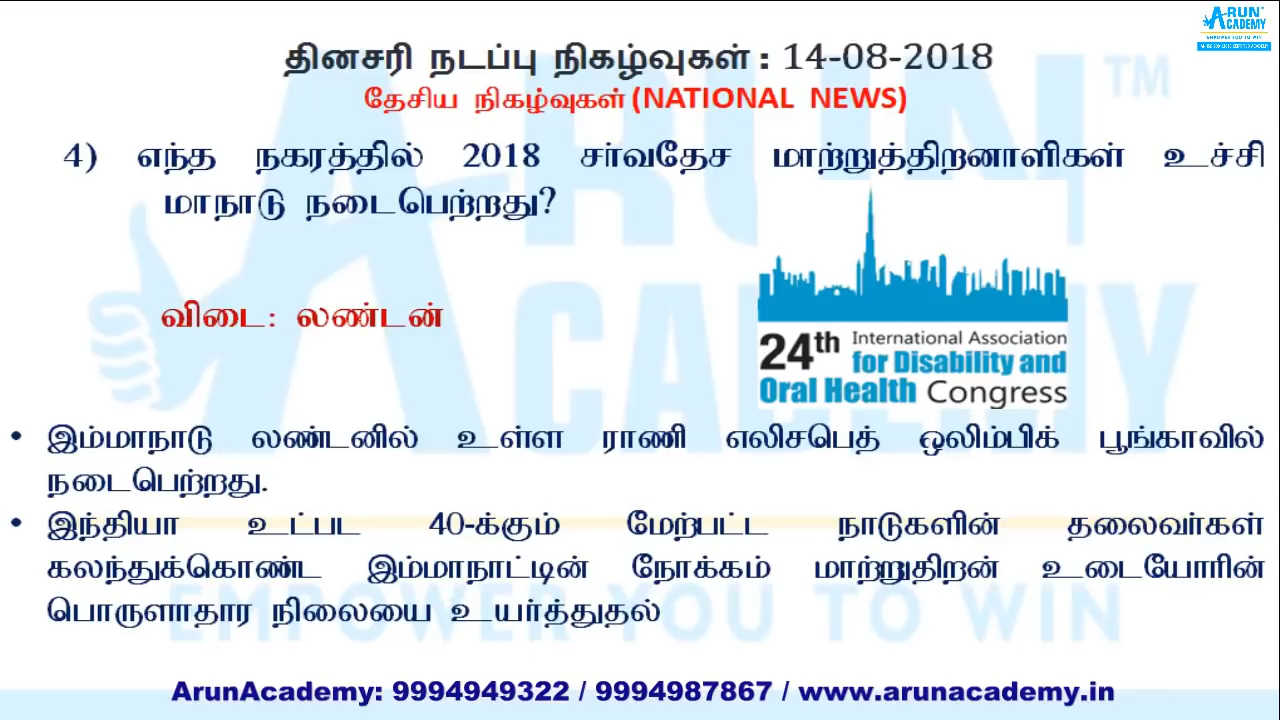 ARUN
ACADEMY
தினசரி நடப்பு நிகழ்வுகள் : 14-08-2018
தேசிய நிகழ்வுகள் (NATIONAL NEWS)
4) எந்த நகரத்தில் 2018 சர்வதேச மாற்றுத்திறனாளிகள் உச்சி
மாநாடு நடைபெற்றது?
விடை: லண்டன்
24th International Association
for Disability and
Oral Health Congress
• இம்மாநாடு லண்டனில் உள்ள ராணி எலிசபெத் ஒலிம்பிக் பூங்காவில்
நடைபெற்றது.
• இந்தியா உட்பட 40-க்கும் மேற்பட்ட நாடுகளின் தலைவர்கள்
கலந்துக்கொண்ட இம்மாநாட்டின் நோக்கம் மாற்றுதிறன் உடையோரின்
பொருளாதார நிலையை உயர்த்துதல்
ARUN TM
ACADEMY
EMPOWER YOU TO WIN
ArunAcademy: 9994949322 / 9994987867 / www.arunacademy.in